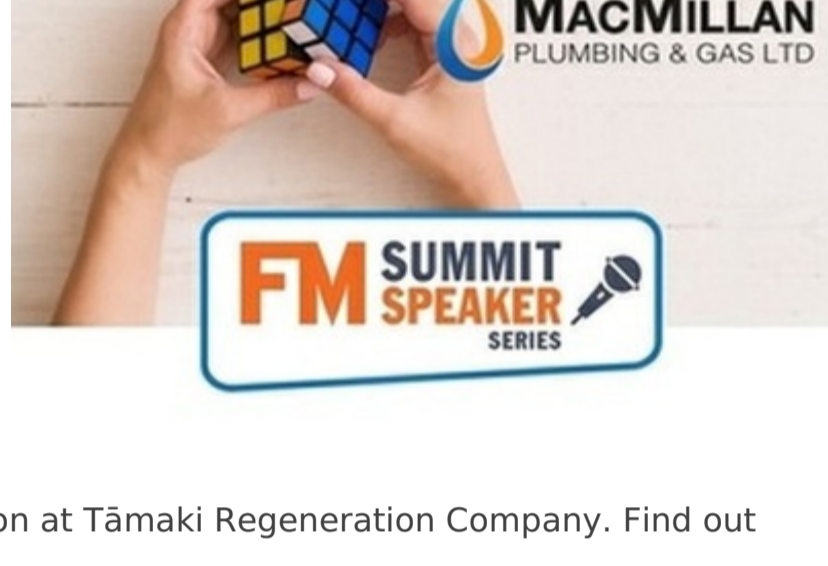 MACMILLAN
PLUMBING & GAS LTD
FM SUMMIT
SPEAKER
SERIES
on at Tāmaki Regeneration Company. Find out